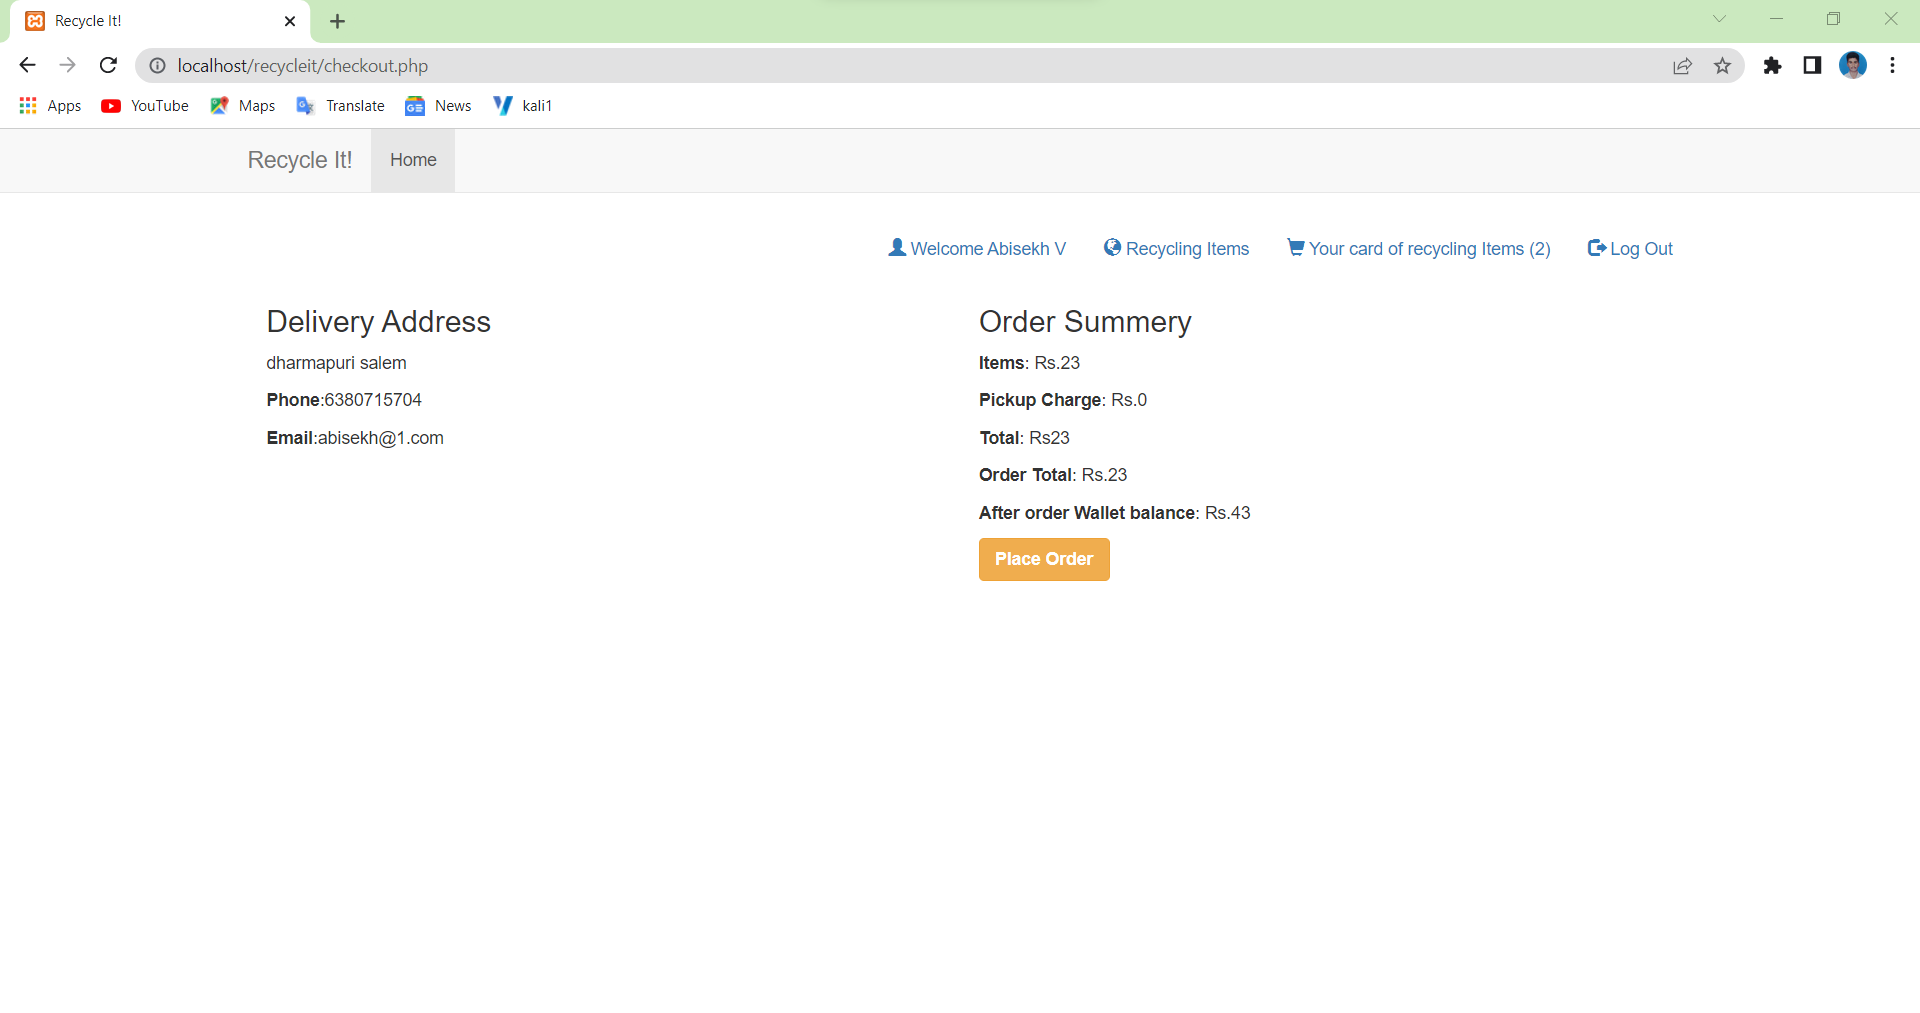 Recycle It!
localhost/recycleit/checkout.php
Apps YouTube Maps Translate News kali1
Recycle It! Home
Welcome Abisekh V Recycling Items Your card of recycling Items (2) Log Out
Delivery Address
dharmapuri salem
Phone:6380715704
Email:abisekh@1.com
Order Summery
Items: Rs.23
Pickup Charge: Rs.0
Total: Rs23
Order Total: Rs.23
After order Wallet balance: Rs.43
Place Order